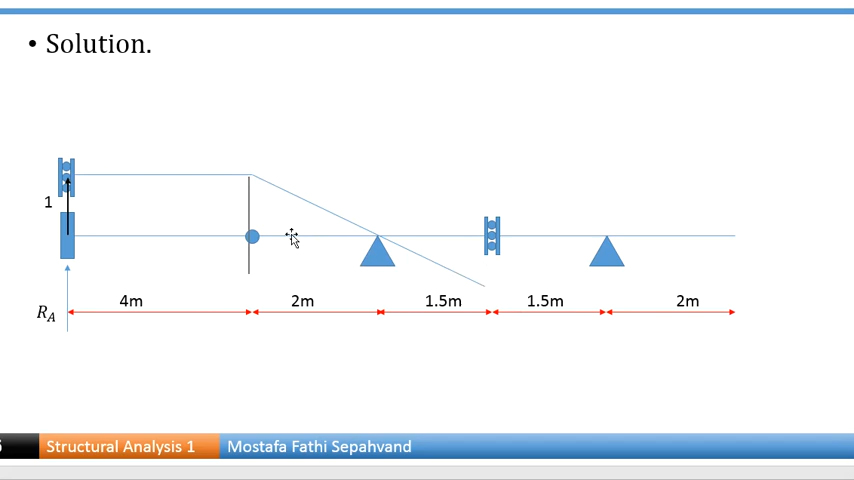 • Solution.
1
4m 2m 1.5m 1.5m 2m
R_A
Structural Analysis 1 Mostafa Fathi Sepahvand